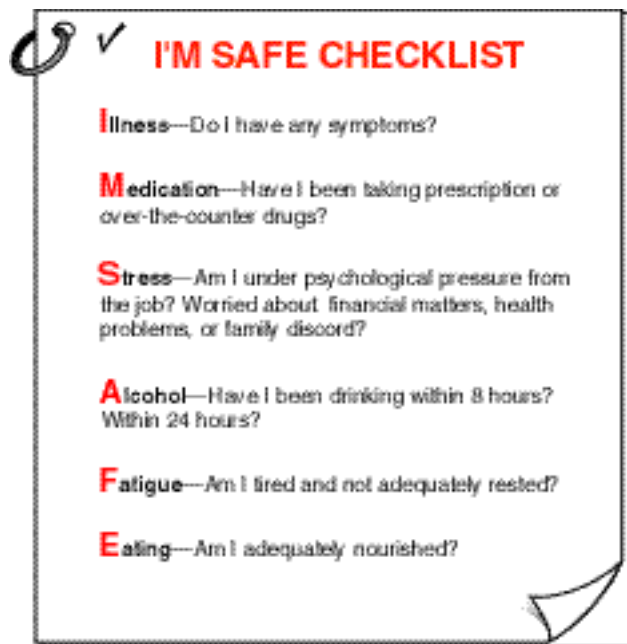 I'M SAFE CHECKLIST
Illness—Do I have any symptoms?
Medication—Have I been taking prescription or
over-the-counter drugs?
Stress—Am I under psychological pressure from
the job? Worried about financial matters, health
problems, or family discord?
Alcohol—Have I been drinking within 8 hours?
Within 24 hours?
Fatigue—Am I tired and not adequately rested?
Eating—Am I adequately nourished?